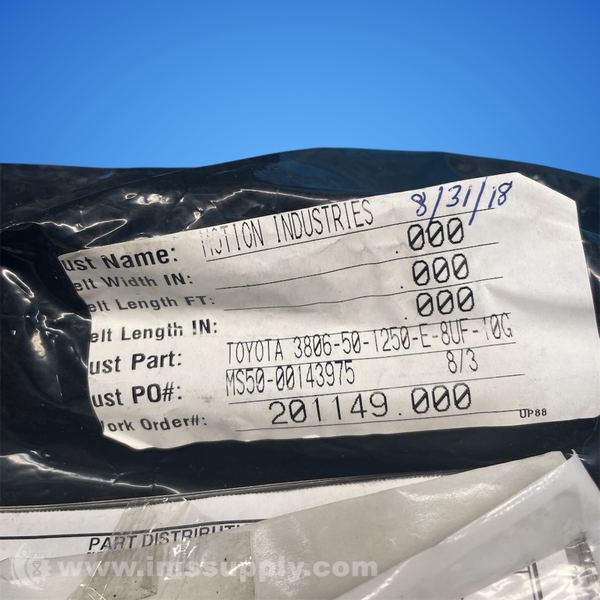 8/31/18
ust Name: MOTION INDUSTRIES
elt Width IN: .000
elt Length FT: .000
elt Length IN: .000
ust Part: TOYOTA 3806-50-1250-E-8UF-10G
ust PO#: MS50-00143975 8/3
ork Order#: 201149.000
UP88
PART DISTRIBUTI
www.imssupply.com